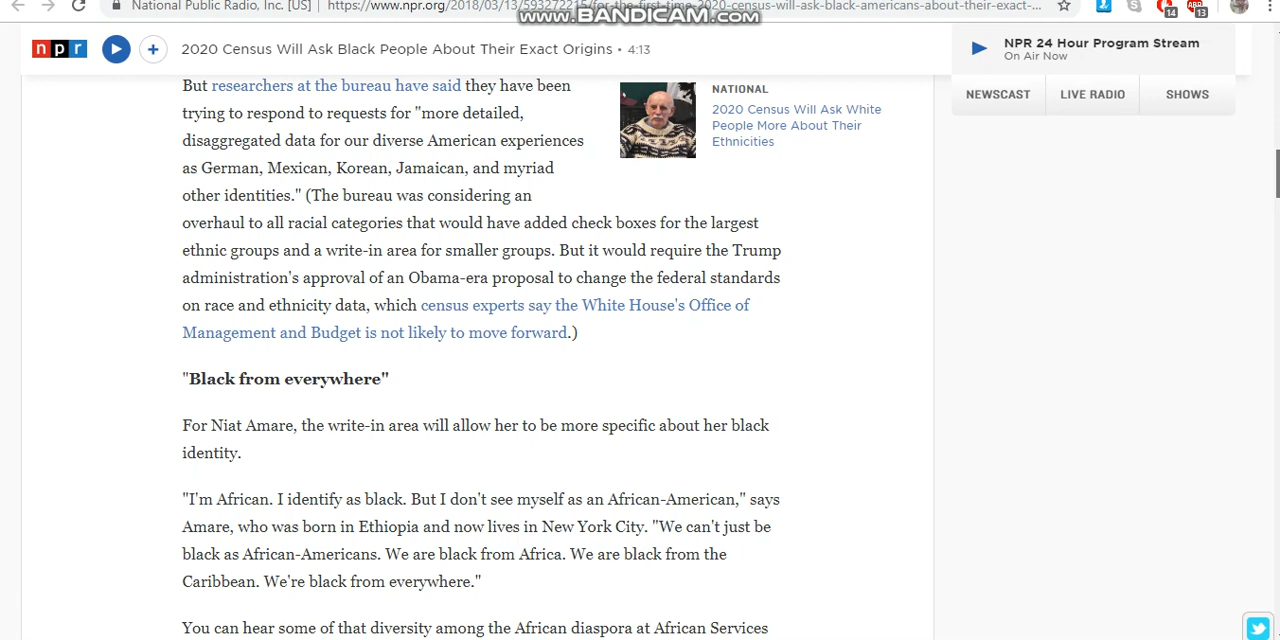 National Public Radio, Inc. [US] | https://www.npr.org/2018/03/13/593272215/for-the-first-time-2020-census-will-ask-black-americans-about-their-exact-...
www.BANDICAM.com
14
13
npr
2020 Census Will Ask Black People About Their Exact Origins • 4:13
NPR 24 Hour Program Stream
On Air Now
NEWSCAST
LIVE RADIO
SHOWS
But researchers at the bureau have said they have been
trying to respond to requests for "more detailed,
disaggregated data for our diverse American experiences
as German, Mexican, Korean, Jamaican, and myriad
other identities." (The bureau was considering an
overhaul to all racial categories that would have added check boxes for the largest
ethnic groups and a write-in area for smaller groups. But it would require the Trump
administration's approval of an Obama-era proposal to change the federal standards
on race and ethnicity data, which census experts say the White House's Office of
Management and Budget is not likely to move forward.)
NATIONAL
2020 Census Will Ask White
People More About Their
Ethnicities
"Black from everywhere"
For Niat Amare, the write-in area will allow her to be more specific about her black
identity.
"I'm African. I identify as black. But I don't see myself as an African-American," says
Amare, who was born in Ethiopia and now lives in New York City. "We can't just be
black as African-Americans. We are black from Africa. We are black from the
Caribbean. We're black from everywhere."
You can hear some of that diversity among the African diaspora at African Services